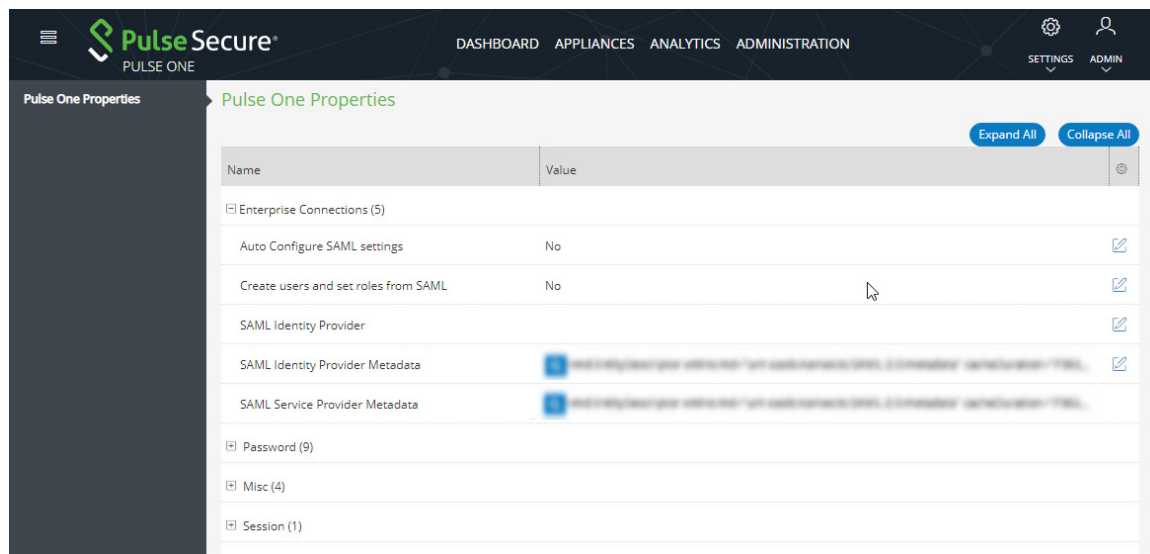 Pulse Secure
PULSE ONE
DASHBOARD APPLIANCES ANALYTICS ADMINISTRATION
SETTINGS ADMIN
Pulse One Properties
Pulse One Properties
Expand All Collapse All
Name Value
Enterprise Connections (5)
Auto Configure SAML settings No
Create users and set roles from SAML No
SAML Identity Provider
SAML Identity Provider Metadata
SAML Service Provider Metadata
Password (9)
Misc (4)
Session (1)